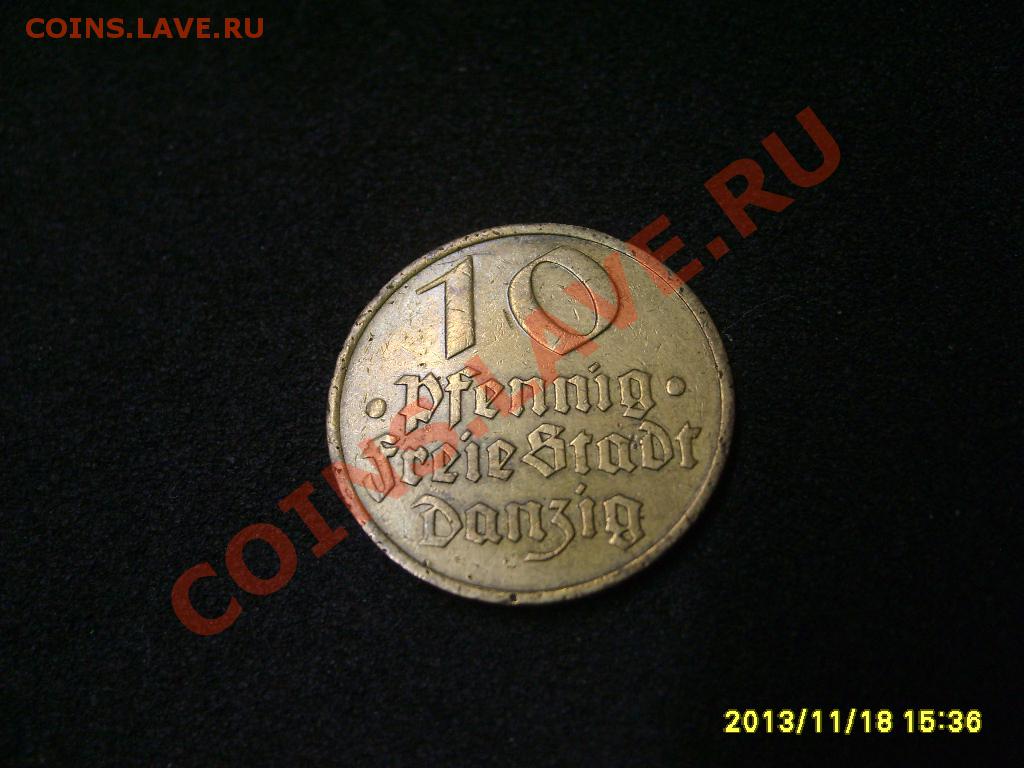 COINS.LAVE.RU
COINS.LAVE.RU
10
· Pfennig ·
Freie Stadt
Danzig
2013/11/18 15:36